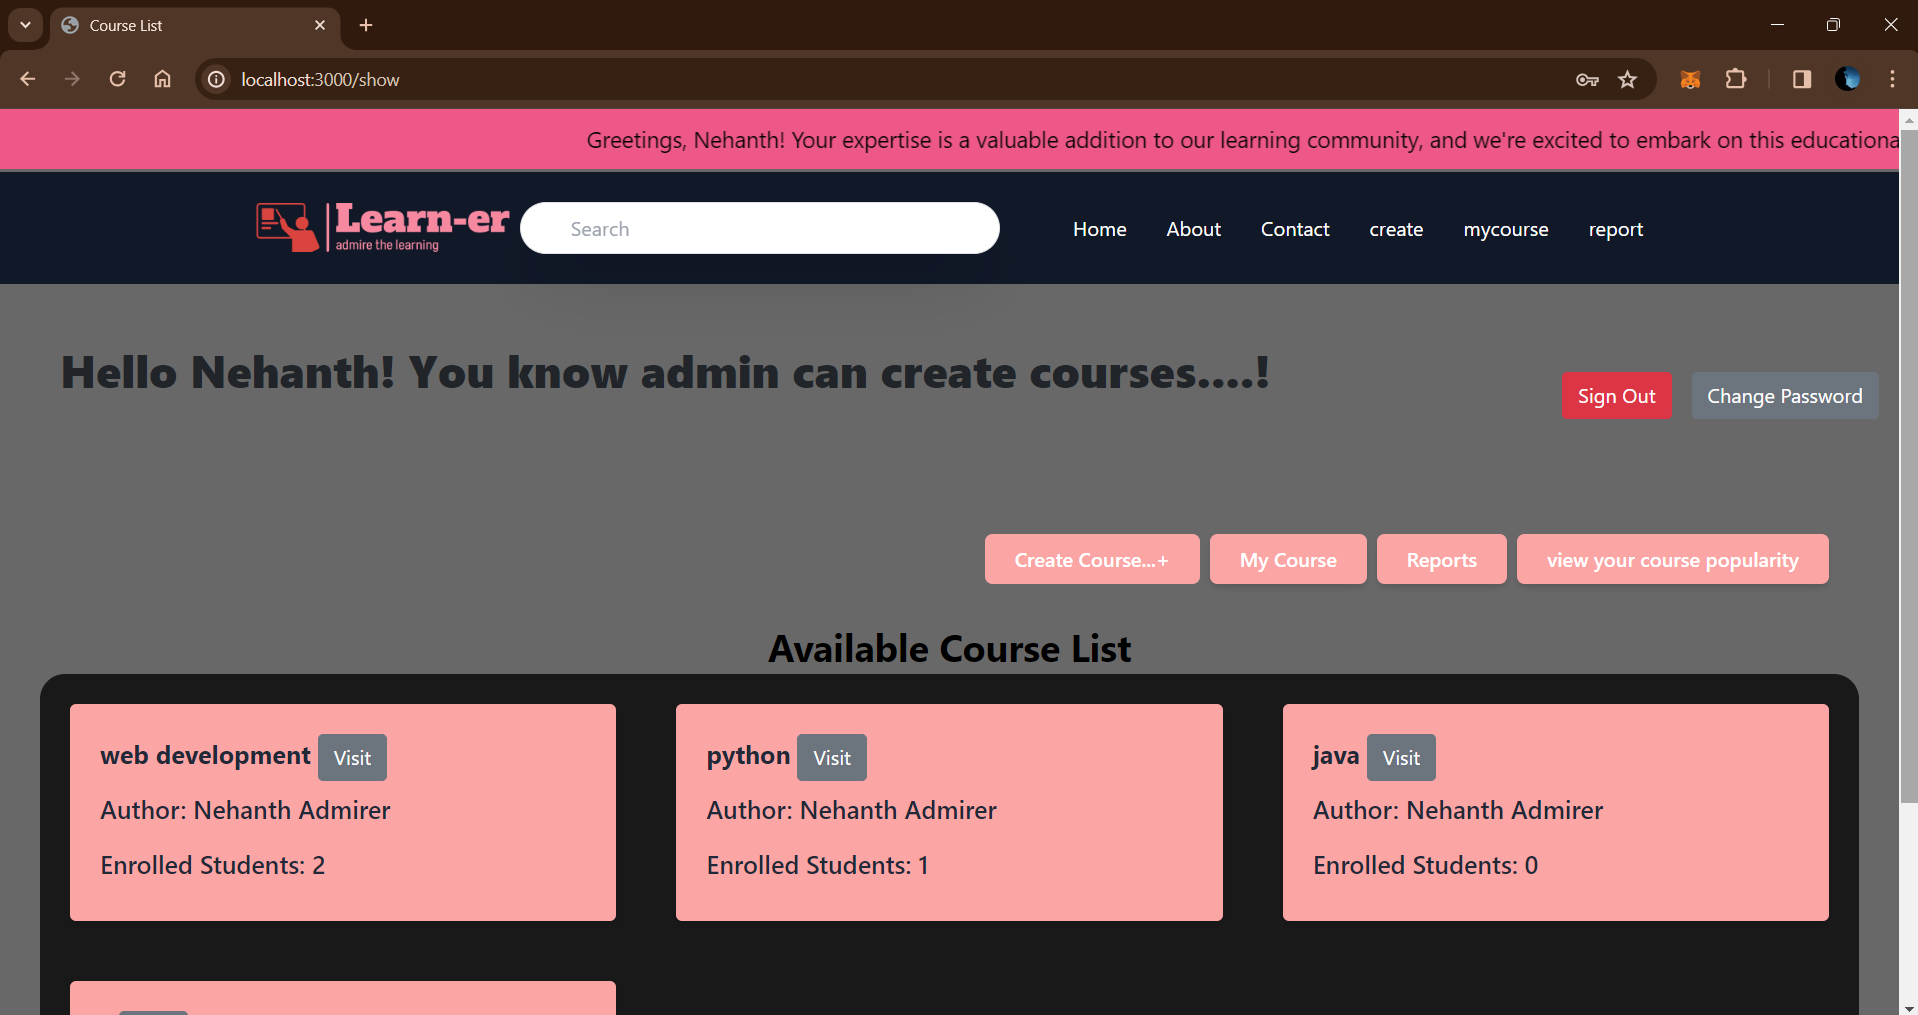 Course List
localhost:3000/show
Greetings, Nehanth! Your expertise is a valuable addition to our learning community, and we're excited to embark on this educationa
Learn-er
admire the learning
Search
Home About Contact create mycourse report
Hello Nehanth! You know admin can create courses....!
Sign Out Change Password
Create Course...+ My Course Reports view your course popularity
Available Course List
web development Visit
Author: Nehanth Admirer
Enrolled Students: 2
python Visit
Author: Nehanth Admirer
Enrolled Students: 1
java Visit
Author: Nehanth Admirer
Enrolled Students: 0